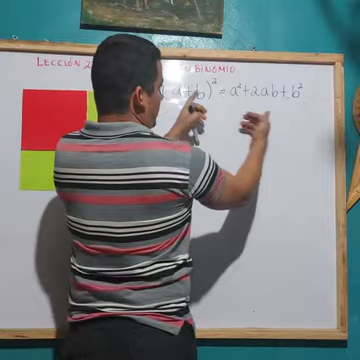 LECCIÓN 2 BINOMIO
(a+b)² = a²+2ab+b²